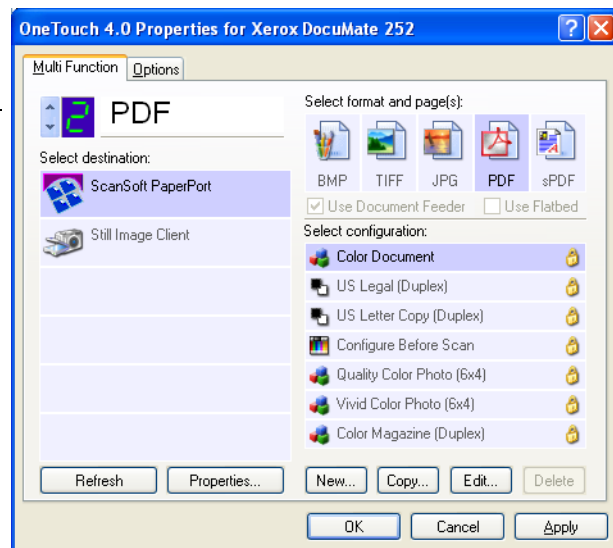 OneTouch 4.0 Properties for Xerox DocuMate 252
Multi Function
Options
2
PDF
Select destination:
ScanSoft PaperPort
Still Image Client
Refresh
Properties...
Select format and page(s):
BMP TIFF JPG PDF sPDF
Use Document Feeder
Use Flatbed
Select configuration:
Color Document
US Legal (Duplex)
US Letter Copy (Duplex)
Configure Before Scan
Quality Color Photo (6x4)
Vivid Color Photo (6x4)
Color Magazine (Duplex)
New... Copy... Edit... Delete
OK Cancel Apply